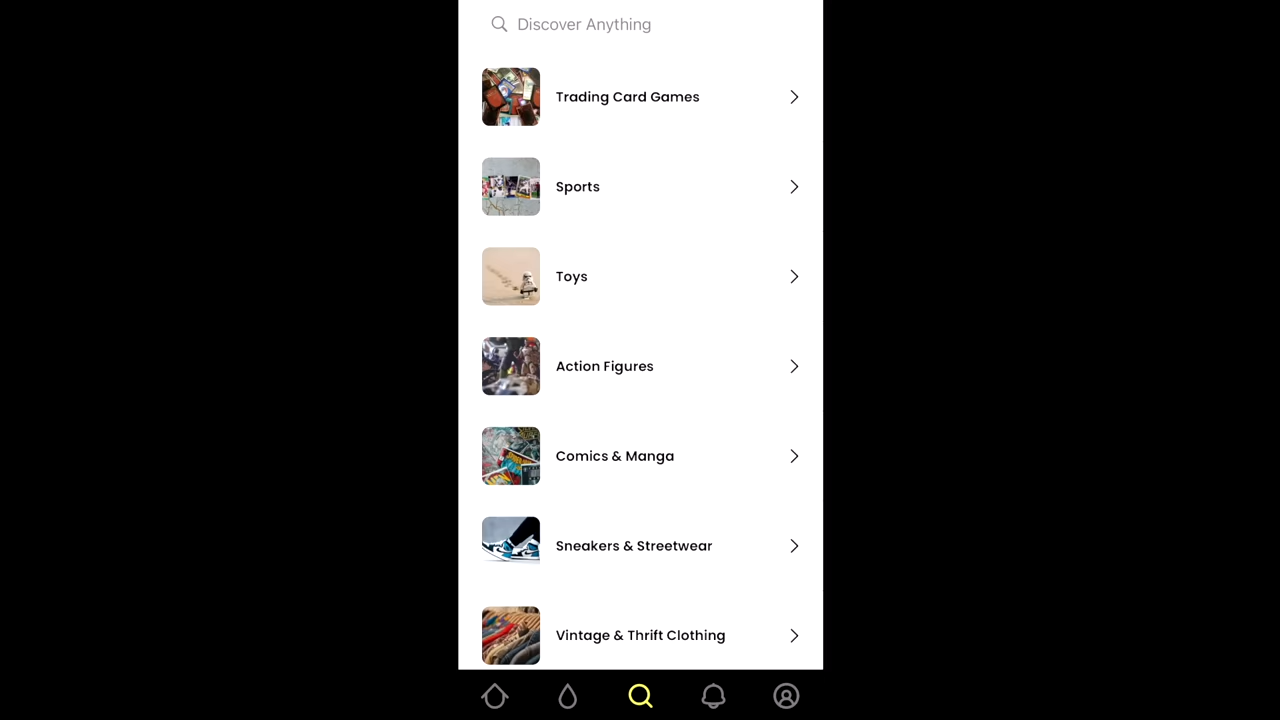 Discover Anything
Trading Card Games
Sports
Toys
Action Figures
Comics & Manga
Sneakers & Streetwear
Vintage & Thrift Clothing